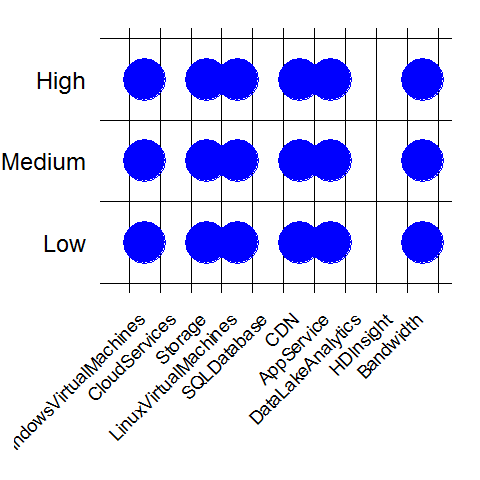 High
Medium
Low
ndowsVirtualMachines
CloudServices
Storage
LinuxVirtualMachines
SQLDatabase
CDN
AppService
DataLakeAnalytics
HDInsight
Bandwidth